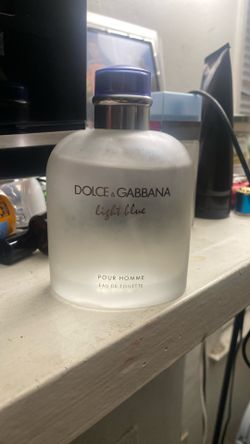 DOLCE & GABBANA
light blue
POUR HOMME
EAU DE TOILETTE